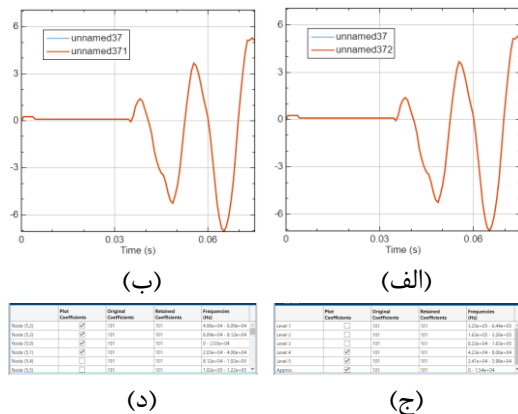 unnamed37
unnamed371
6
3
0
-3
-6
0
0.03
0.06
Time (s)
(ب)
unnamed37
unnamed372
6
3
0
-3
-6
0
0.03
0.06
Time (s)
(الف)
Plot Coefficients Original Coefficients Retained Coefficients Frequencies (Hz)
Node (5,2) 101 101
Node (5,3) 101 101
Node (5,0) 101 101
Node (5,1) 101 101
Node (5,4) 101 101
Node (5,5) 101 101
(د)
Plot Coefficients Original Coefficients Retained Coefficients Frequencies (Hz)
Level 1 101 101
Level 2 101 101
Level 3 101 101
Level 4 101 101
Level 5 101 101
Approx. 101 101
(ج)